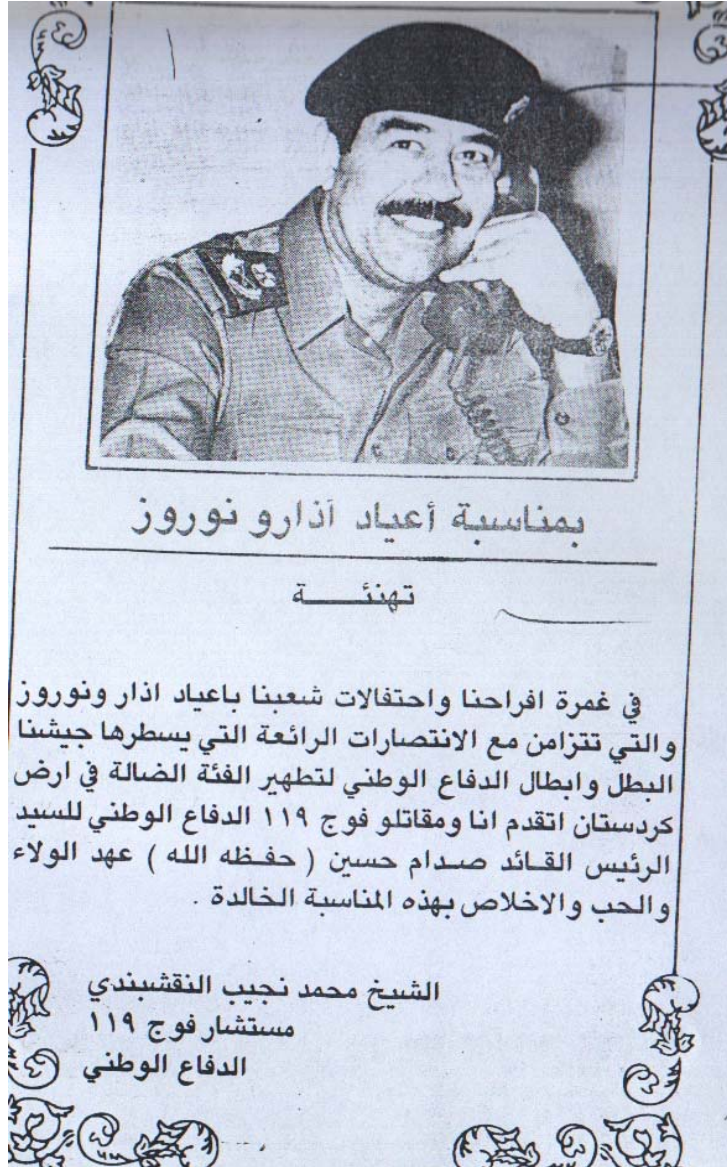 بمناسبة أعياد آذارو نوروز
تهنئـــــة
في غمرة افراحنا واحتفالات شعبنا باعياد اذار ونوروز
والتي تتزامن مع الانتصارات الرائعة التي يسطرها جيشنا
البطل وابطال الدفاع الوطني لتطهير الفئة الضالة في ارض
كردستان اتقدم انا ومقاتلو فوج ١١٩ الدفاع الوطني للسيد
الرئيس القـائد صـدام حسين ( حفـظه الله ) عهد الولاء
والحب والاخلاص بهذه المناسبة الخالدة .
الشيخ محمد نجيب النقشبندي
مستشار فوج ١١٩
الدفاع الوطني